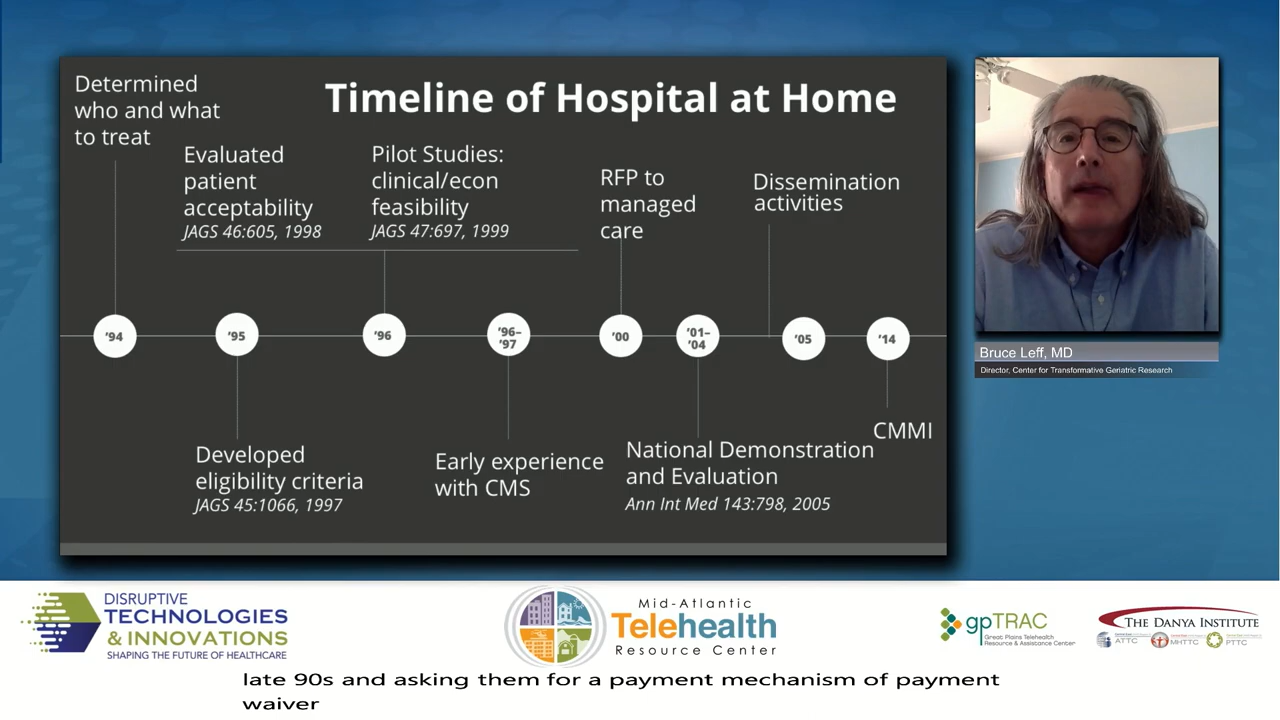 Timeline of Hospital at Home
Determined
who and what
to treat
Evaluated
patient
acceptability
JAGS 46:605, 1998
Pilot Studies:
clinical/econ
feasibility
JAGS 47:697, 1999
RFP to
managed
care
Dissemination
activities
'94
'95
'96
'96–
'97
'00
'01–
'04
'05
'14
Developed
eligibility criteria
JAGS 45:1066, 1997
Early experience
with CMS
National Demonstration
and Evaluation
Ann Int Med 143:798, 2005
CMMI
Bruce Leff, MD
Director, Center for Transformative Geriatric Research
DISRUPTIVE
TECHNOLOGIES
& INNOVATIONS
SHAPING THE FUTURE OF HEALTHCARE
Mid-Atlantic
Telehealth
Resource Center
gpTRAC
Great Plains Telehealth
Resource & Assistance Center
THE DANYA INSTITUTE
ATTC
MHTTC
PTTC
late 90s and asking them for a payment mechanism of payment
waiver